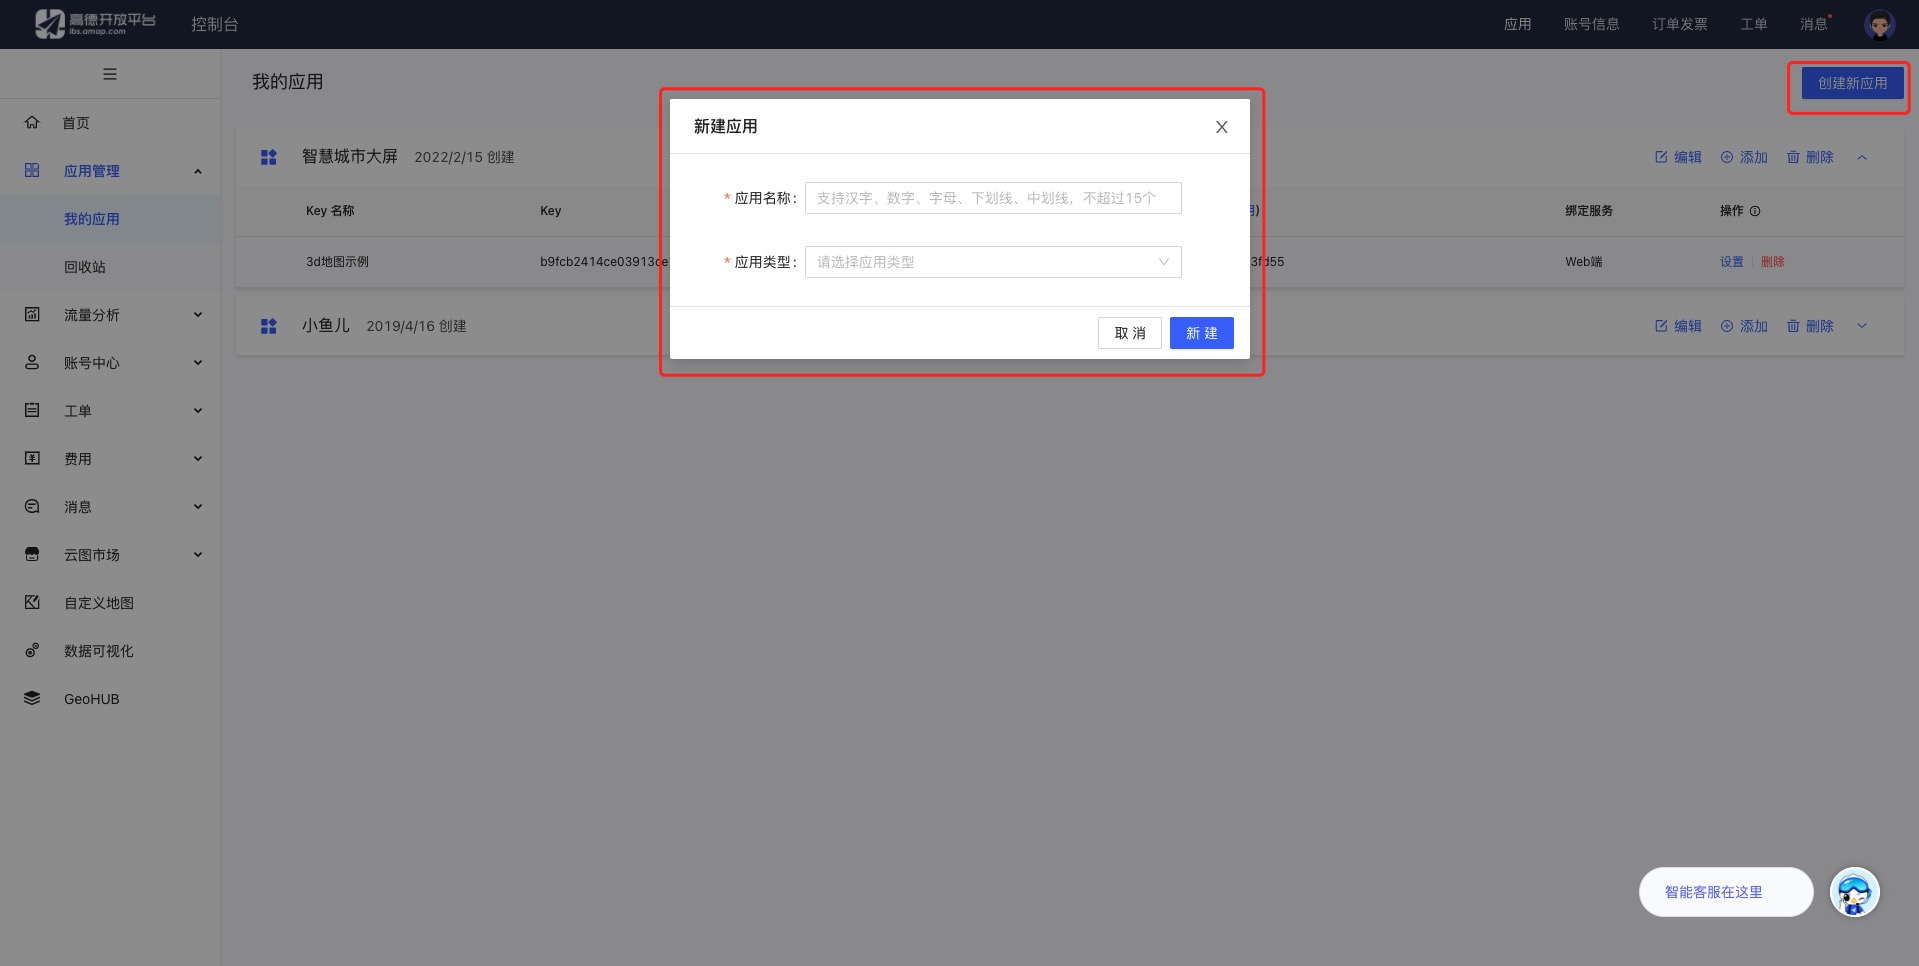 高德开放平台
lbs.amap.com
控制台
应用
账号信息
订单发票
工单
消息
我的应用
创建新应用
首页
应用管理
我的应用
回收站
流量分析
账号中心
工单
费用
消息
云图市场
自定义地图
数据可视化
GeoHUB
智慧城市大屏 2022/2/15 创建
编辑 添加 删除
Key 名称 Key
绑定服务 操作
3d地图示例 b9fcb2414ce03913
3fd55 Web端 设置 删除
小鱼儿 2019/4/16 创建
编辑 添加 删除
新建应用
* 应用名称: 支持汉字、数字、字母、下划线、中划线，不超过15个
* 应用类型: 请选择应用类型
取 消 新 建
智能客服在这里